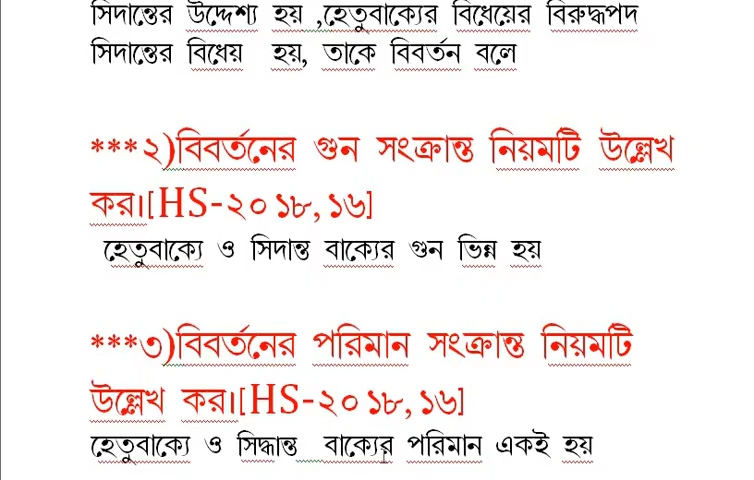 সিদান্তের উদ্দেশ্য হয় ,হেতুবাক্যের বিধেয়ের বিরুদ্ধপদ
সিদান্তের বিধেয় হয়, তাকে বিবর্তন বলে
***২)বিবর্তনের গুন সংক্রান্ত নিয়মটি উল্লেখ
কর।[HS-২০১৮,১৬]
হেতুবাক্যে ও সিদান্ত বাক্যের গুন ভিন্ন হয়
***৩)বিবর্তনের পরিমান সংক্রান্ত নিয়মটি
উল্লেখ কর।[HS-২০১৮,১৬]
হেতুবাক্যে ও সিদ্ধান্ত বাক্যের পরিমান একই হয়